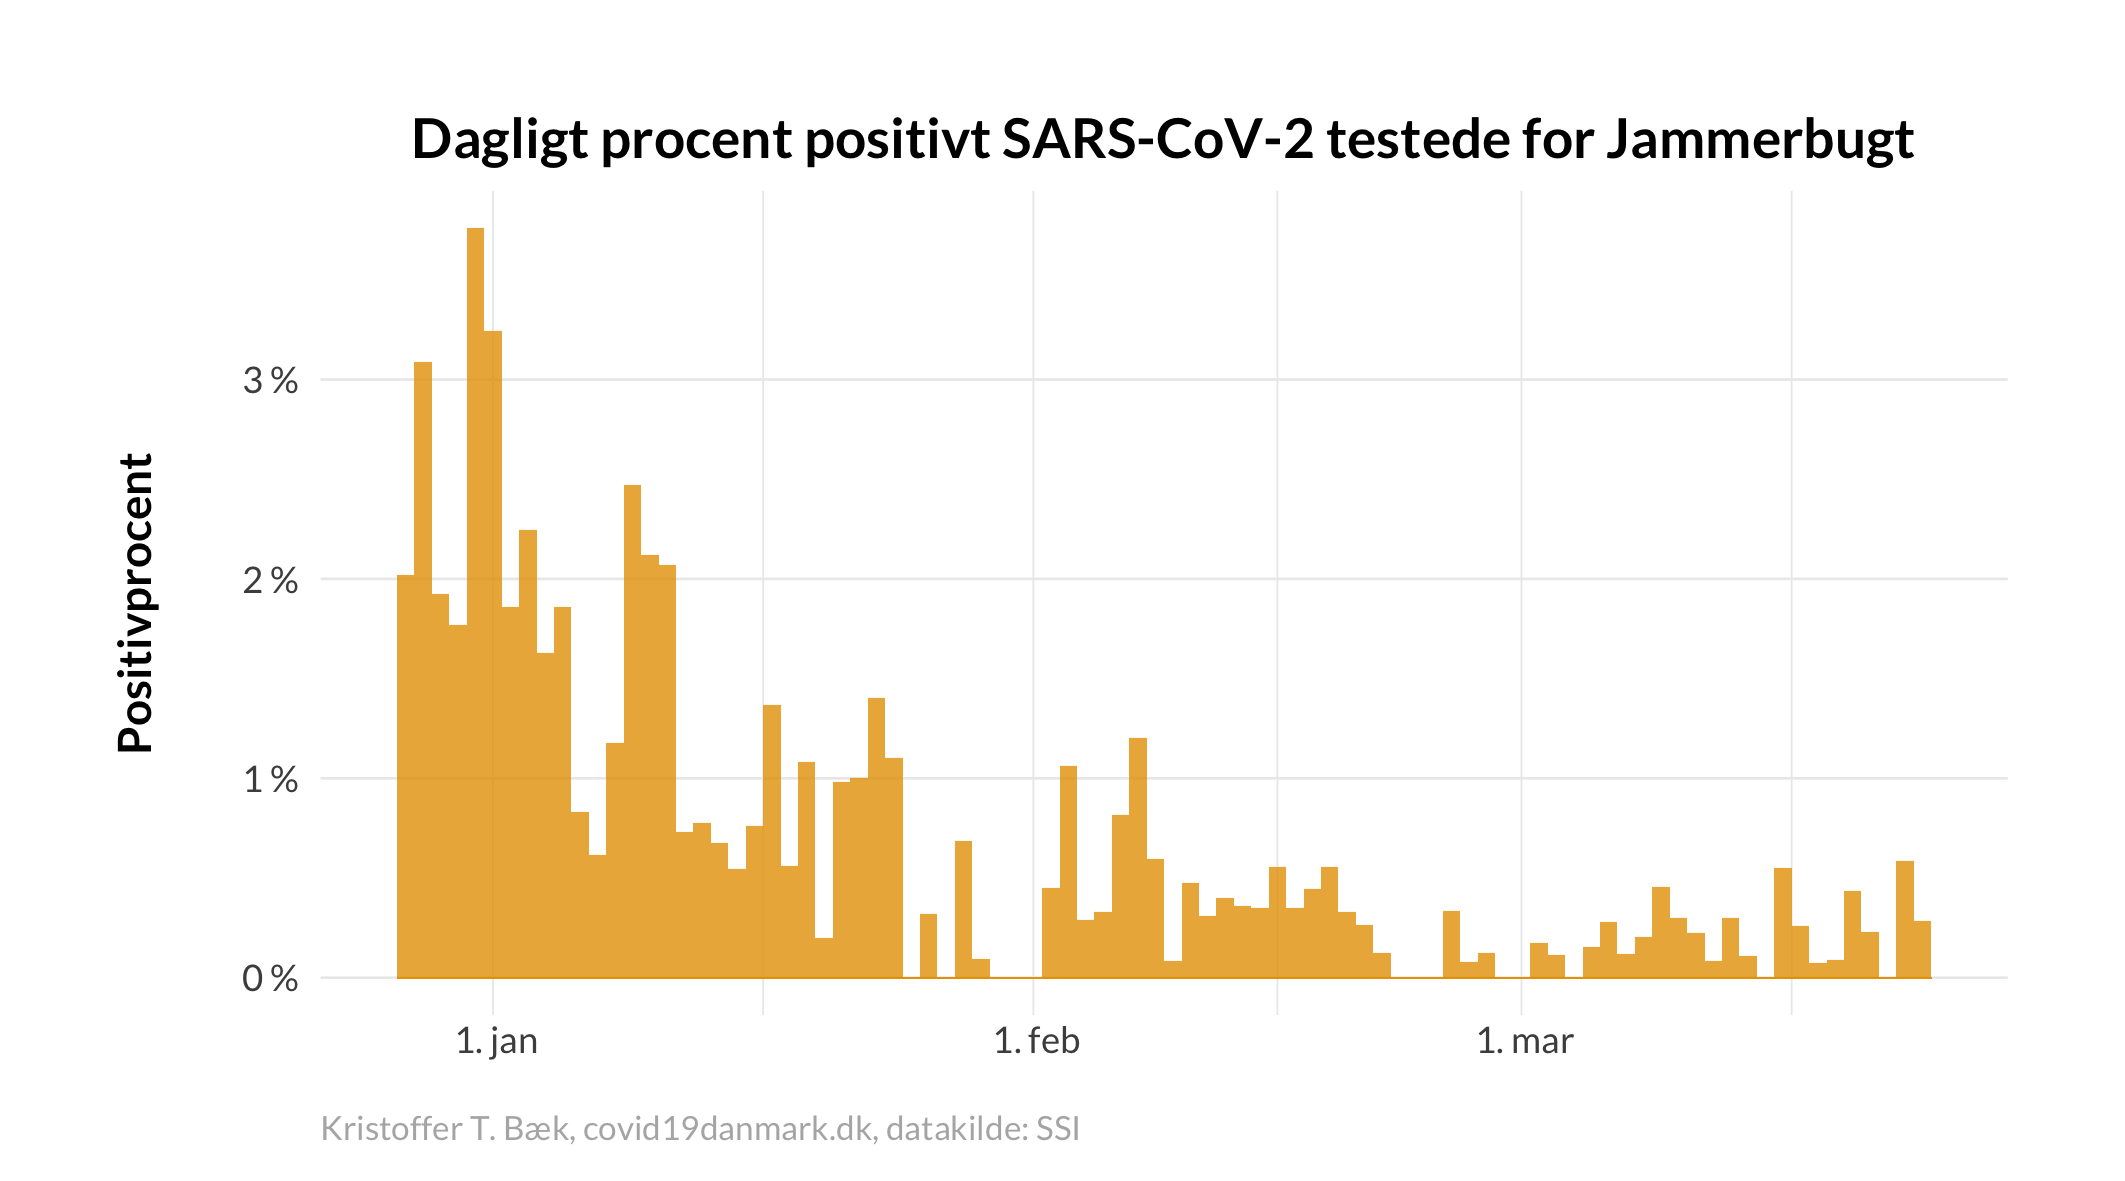 Dagligt procent positivt SARS-CoV-2 testede for Jammerbugt
Positivprocent
3 %
2 %
1 %
0 %
1. jan
1. feb
1. mar
Kristoffer T. Bæk, covid19danmark.dk, datakilde: SSI